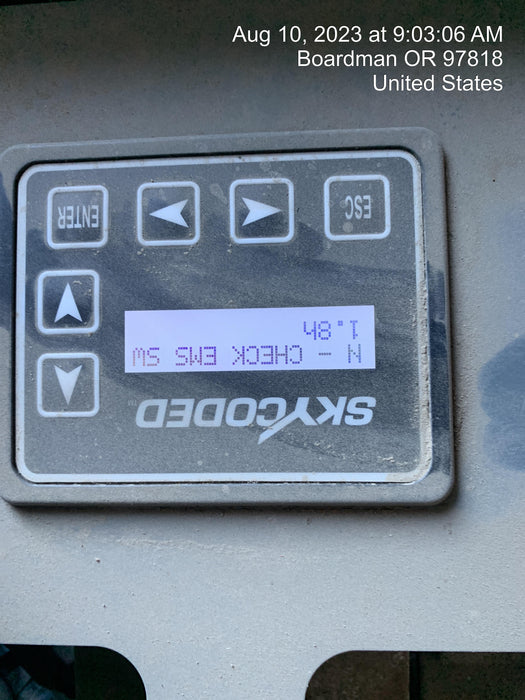 Aug 10, 2023 at 9:03:06 AM
Boardman OR 97818
United States
SKYCODED™
N - CHECK EMS SW
1.8h
ESC
ENTER